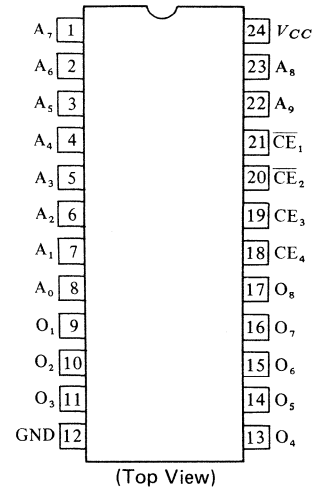 A₇ 1 24 VCC
A₆ 2 23 A₈
A₅ 3 22 A₉
A₄ 4 21 C̅E̅₁
A₃ 5 20 C̅E̅₂
A₂ 6 19 CE₃
A₁ 7 18 CE₄
A₀ 8 17 O₈
O₁ 9 16 O₇
O₂ 10 15 O₆
O₃ 11 14 O₅
GND 12 13 O₄
(Top View)